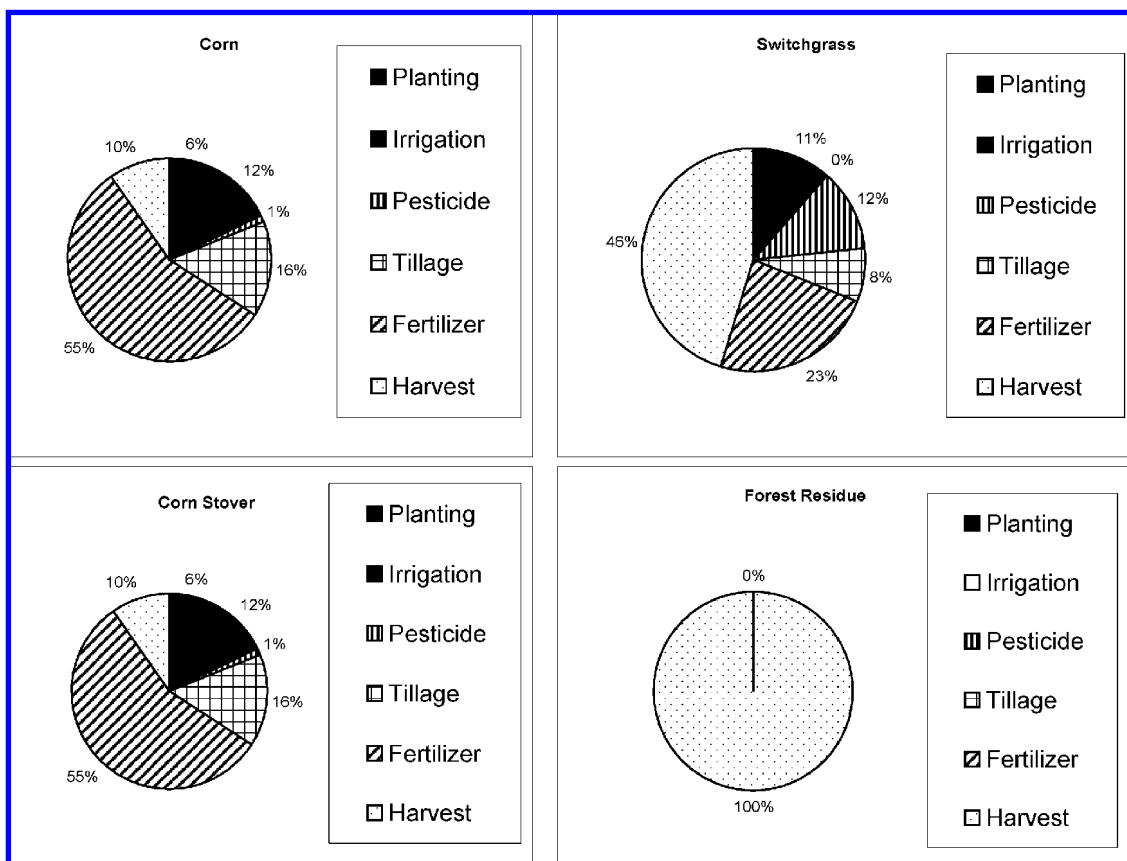 Corn
6%
12%
1%
16%
55%
10%
Planting
Irrigation
Pesticide
Tillage
Fertilizer
Harvest
Switchgrass
11%
0%
12%
8%
23%
46%
Planting
Irrigation
Pesticide
Tillage
Fertilizer
Harvest
Corn Stover
6%
12%
1%
16%
55%
10%
Planting
Irrigation
Pesticide
Tillage
Fertilizer
Harvest
Forest Residue
0%
100%
Planting
Irrigation
Pesticide
Tillage
Fertilizer
Harvest